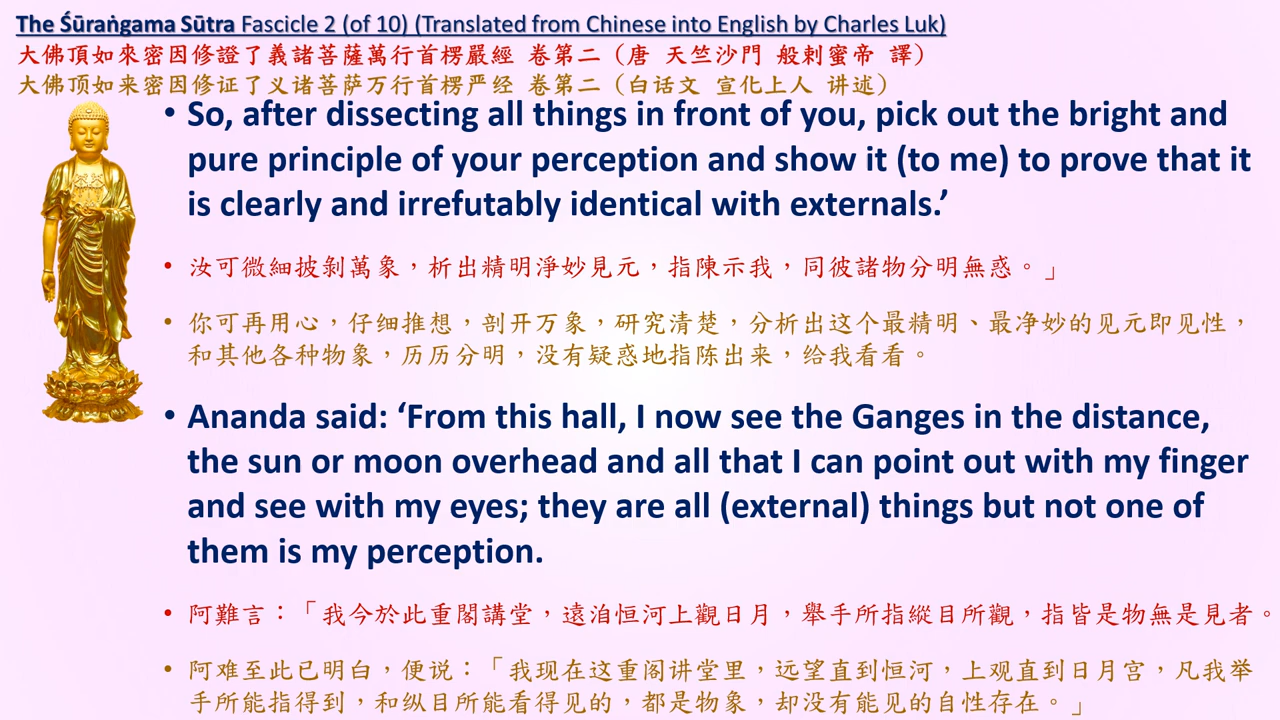 The Śūraṅgama Sūtra Fascicle 2 (of 10) (Translated from Chinese into English by Charles Luk)
大佛頂如來密因修證了義諸菩薩萬行首楞嚴經 卷第二（唐 天竺沙門 般剌蜜帝 譯）
大佛顶如来密因修证了义诸菩萨万行首楞严经 卷第二（白话文 宣化上人 讲述）
• So, after dissecting all things in front of you, pick out the bright and
pure principle of your perception and show it (to me) to prove that it
is clearly and irrefutably identical with externals.’
• 汝可微細披剝萬象，析出精明淨妙見元，指陳示我，同彼諸物分明無惑。」
• 你可再用心，仔细推想，剖开万象，研究清楚，分析出这个最精明、最净妙的见元即见性，
和其他各种物象，历历分明，没有疑惑地指陈出来，给我看看。
• Ananda said: ‘From this hall, I now see the Ganges in the distance,
the sun or moon overhead and all that I can point out with my finger
and see with my eyes; they are all (external) things but not one of
them is my perception.
• 阿難言：「我今於此重閣講堂，遠洎恒河上觀日月，舉手所指縱目所觀，指皆是物無是見者。
• 阿难至此已明白，便说：「我现在这重阁讲堂里，远望直到恒河，上观直到日月宫，凡我举
手所能指得到，和纵目所能看得见的，都是物象，却没有能见的自性存在。」